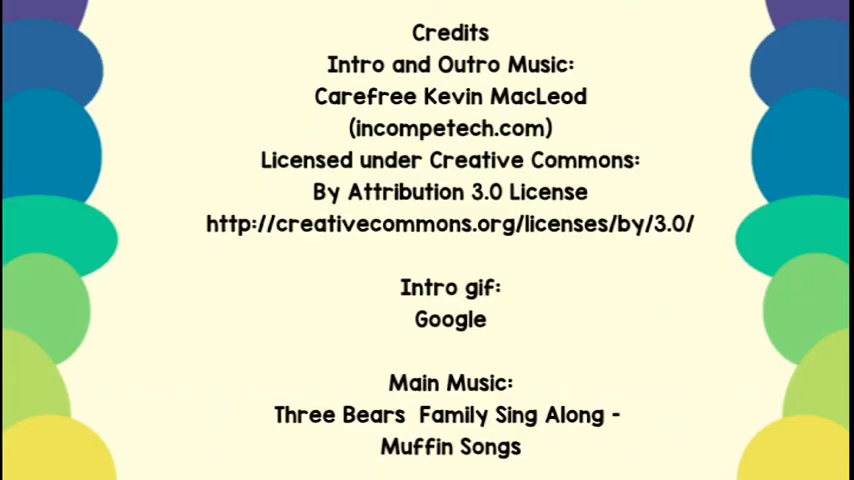 Credits
Intro and Outro Music:
Carefree Kevin MacLeod
(incompetech.com)
Licensed under Creative Commons:
By Attribution 3.0 License
http://creativecommons.org/licenses/by/3.0/
Intro gif:
Google
Main Music:
Three Bears Family Sing Along -
Muffin Songs